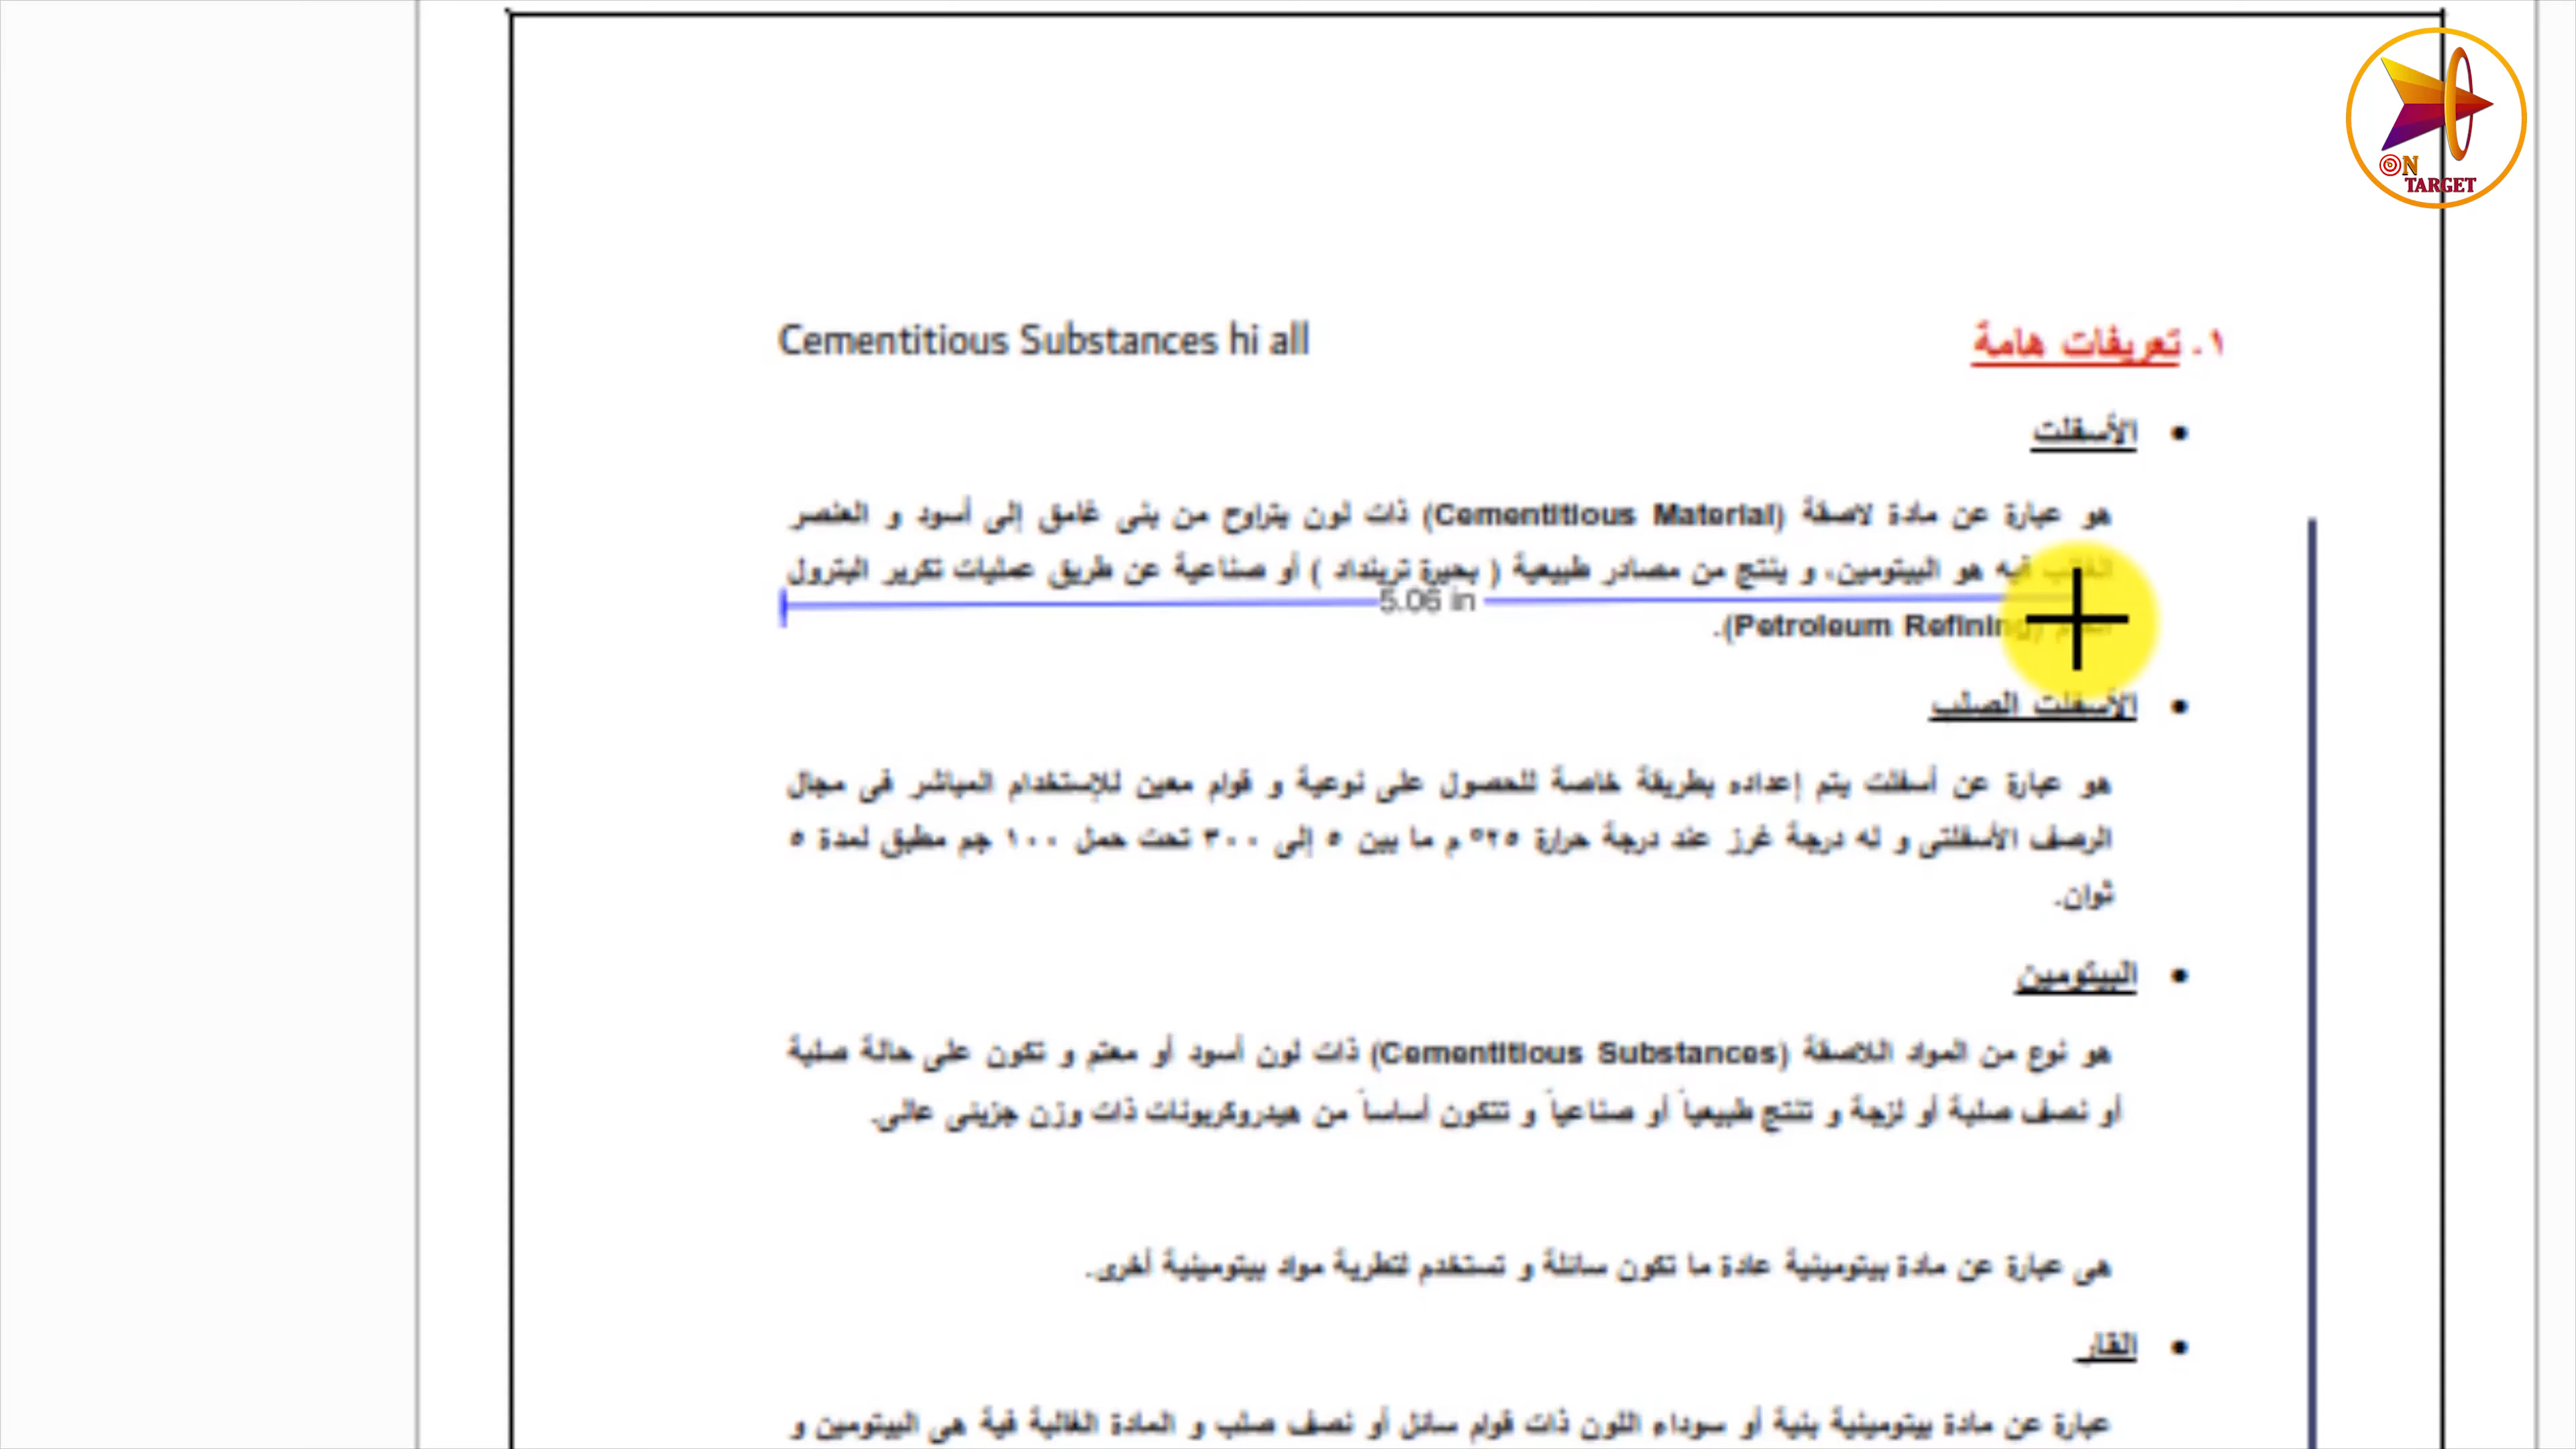 ON
TARGET
١. تعريفات هامة
Cementitious Substances hi all
• الأسفلت
هو عبارة عن مادة لاصقة (Cementitious Material) ذات لون يتراوح من بنى غامق إلى أسود و العنصر
الغالب فيه هو البيتومين، و ينتج من مصادر طبيعية ( بحيرة ترينداد ) أو صناعية عن طريق عمليات تكرير البترول
5.06 in
(Petroleum Refining).
• الأسفلت الصلب
هو عبارة عن أسفلت يتم إعداده بطريقة خاصة للحصول على نوعية و قوام معين للإستخدام المباشر فى مجال
الرصف الأسفلتى و له درجة غرز عند درجة حرارة ٢٥° م ما بين ٥ إلى ٣٠٠ تحت حمل ١٠٠ جم مطبق لمدة ٥
ثوان.
• البيتومين
هو نوع من المواد اللاصقة (Cementitious Substances) ذات لون أسود أو معتم و تكون على حالة صلبة
أو نصف صلبة أو لزجة و تنتج طبيعياً أو صناعياً و تتكون أساساً من هيدروكربونات ذات وزن جزيئى عالى.
هى عبارة عن مادة بيتومينية عادة ما تكون سائلة و تستخدم لتطرية مواد بيتومينية أخرى.
• القار
عبارة عن مادة بيتومينية بنية أو سوداء اللون ذات قوام سائل أو نصف صلب و المادة الغالبة فية هى البيتومين و